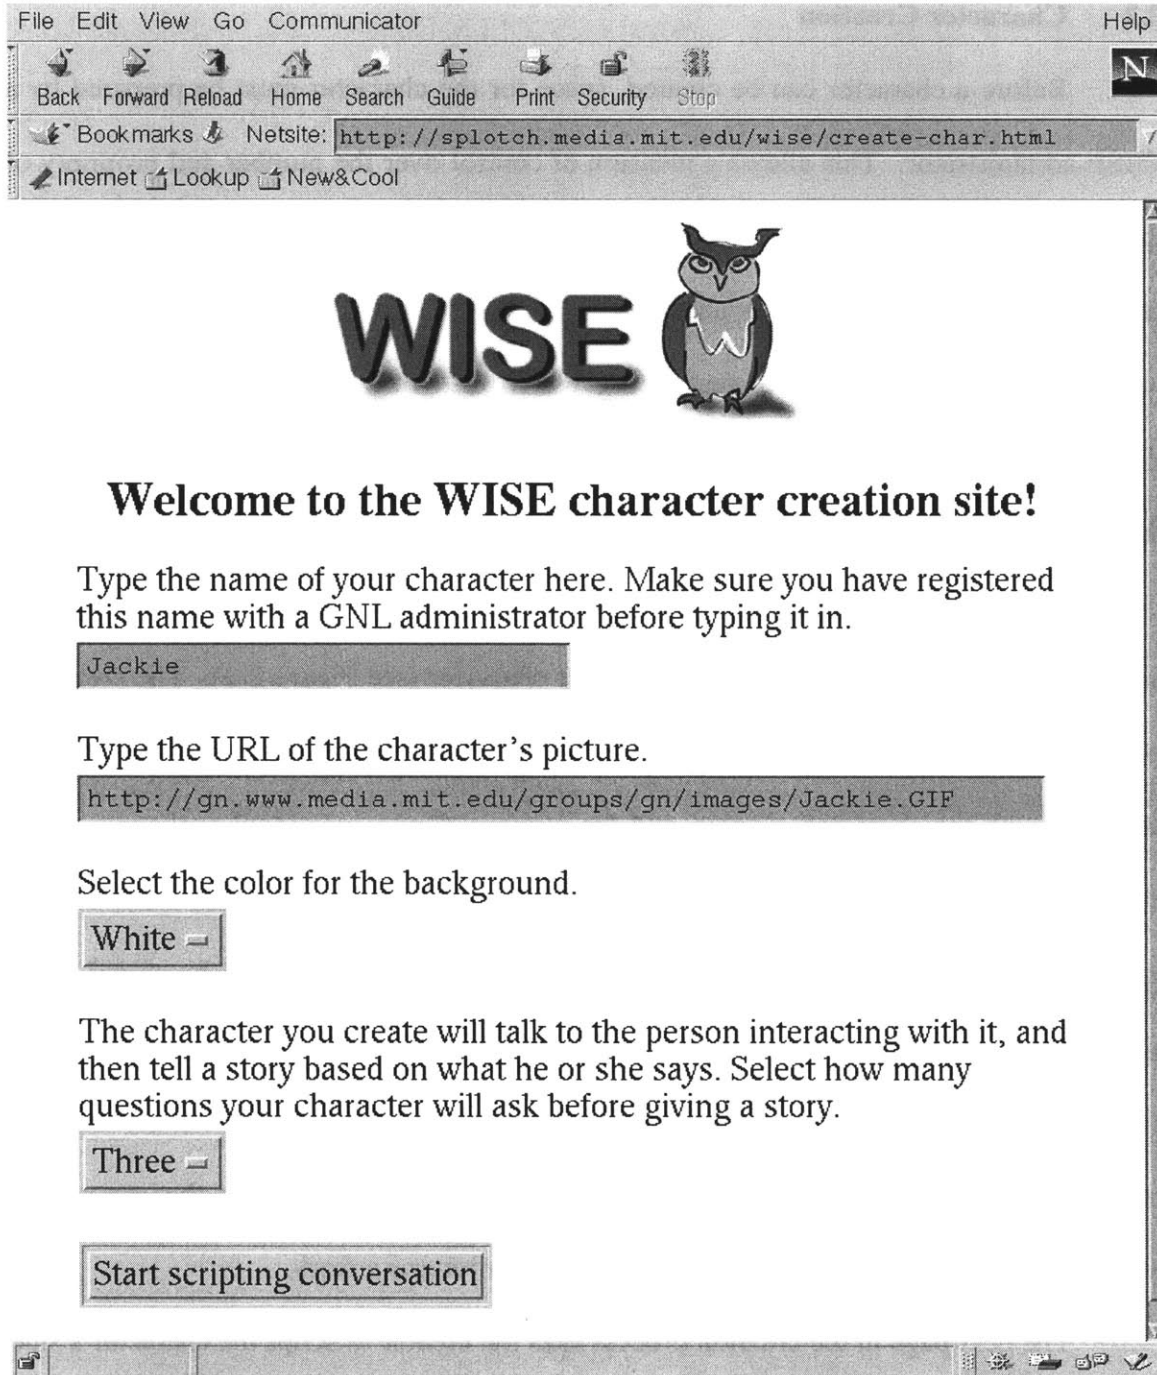 File Edit View Go Communicator Help
Back Forward Reload Home Search Guide Print Security Stop
Bookmarks Netsite: http://splotch.media.mit.edu/wise/create-char.html
Internet Lookup New&Cool
N
WISE
Welcome to the WISE character creation site!
Type the name of your character here. Make sure you have registered
this name with a GNL administrator before typing it in.
Jackie
Type the URL of the character's picture.
http://gn.www.media.mit.edu/groups/gn/images/Jackie.GIF
Select the color for the background.
White
The character you create will talk to the person interacting with it, and
then tell a story based on what he or she says. Select how many
questions your character will ask before giving a story.
Three
Start scripting conversation